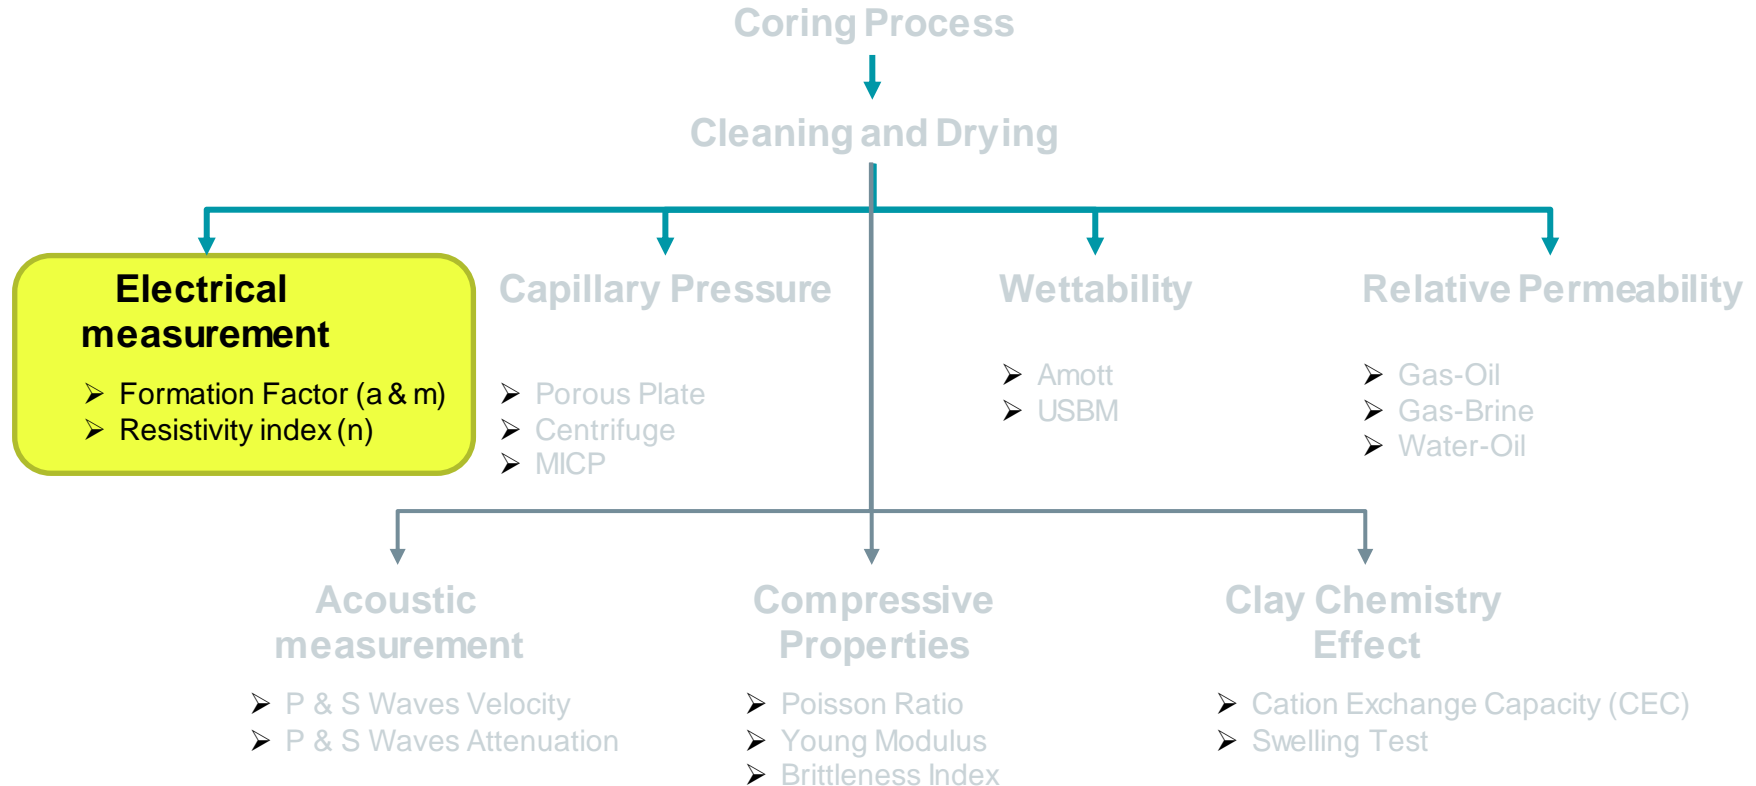 Coring Process
Cleaning and Drying
Electrical
measurement
Formation Factor (a & m)
Resistivity index (n)
Capillary Pressure
Porous Plate
Centrifuge
MICP
Wettability
Amott
USBM
Relative Permeability
Gas-Oil
Gas-Brine
Water-Oil
Acoustic
measurement
P & S Waves Velocity
P & S Waves Attenuation
Compressive
Properties
Poisson Ratio
Young Modulus
Brittleness Index
Clay Chemistry
Effect
Cation Exchange Capacity (CEC)
Swelling Test